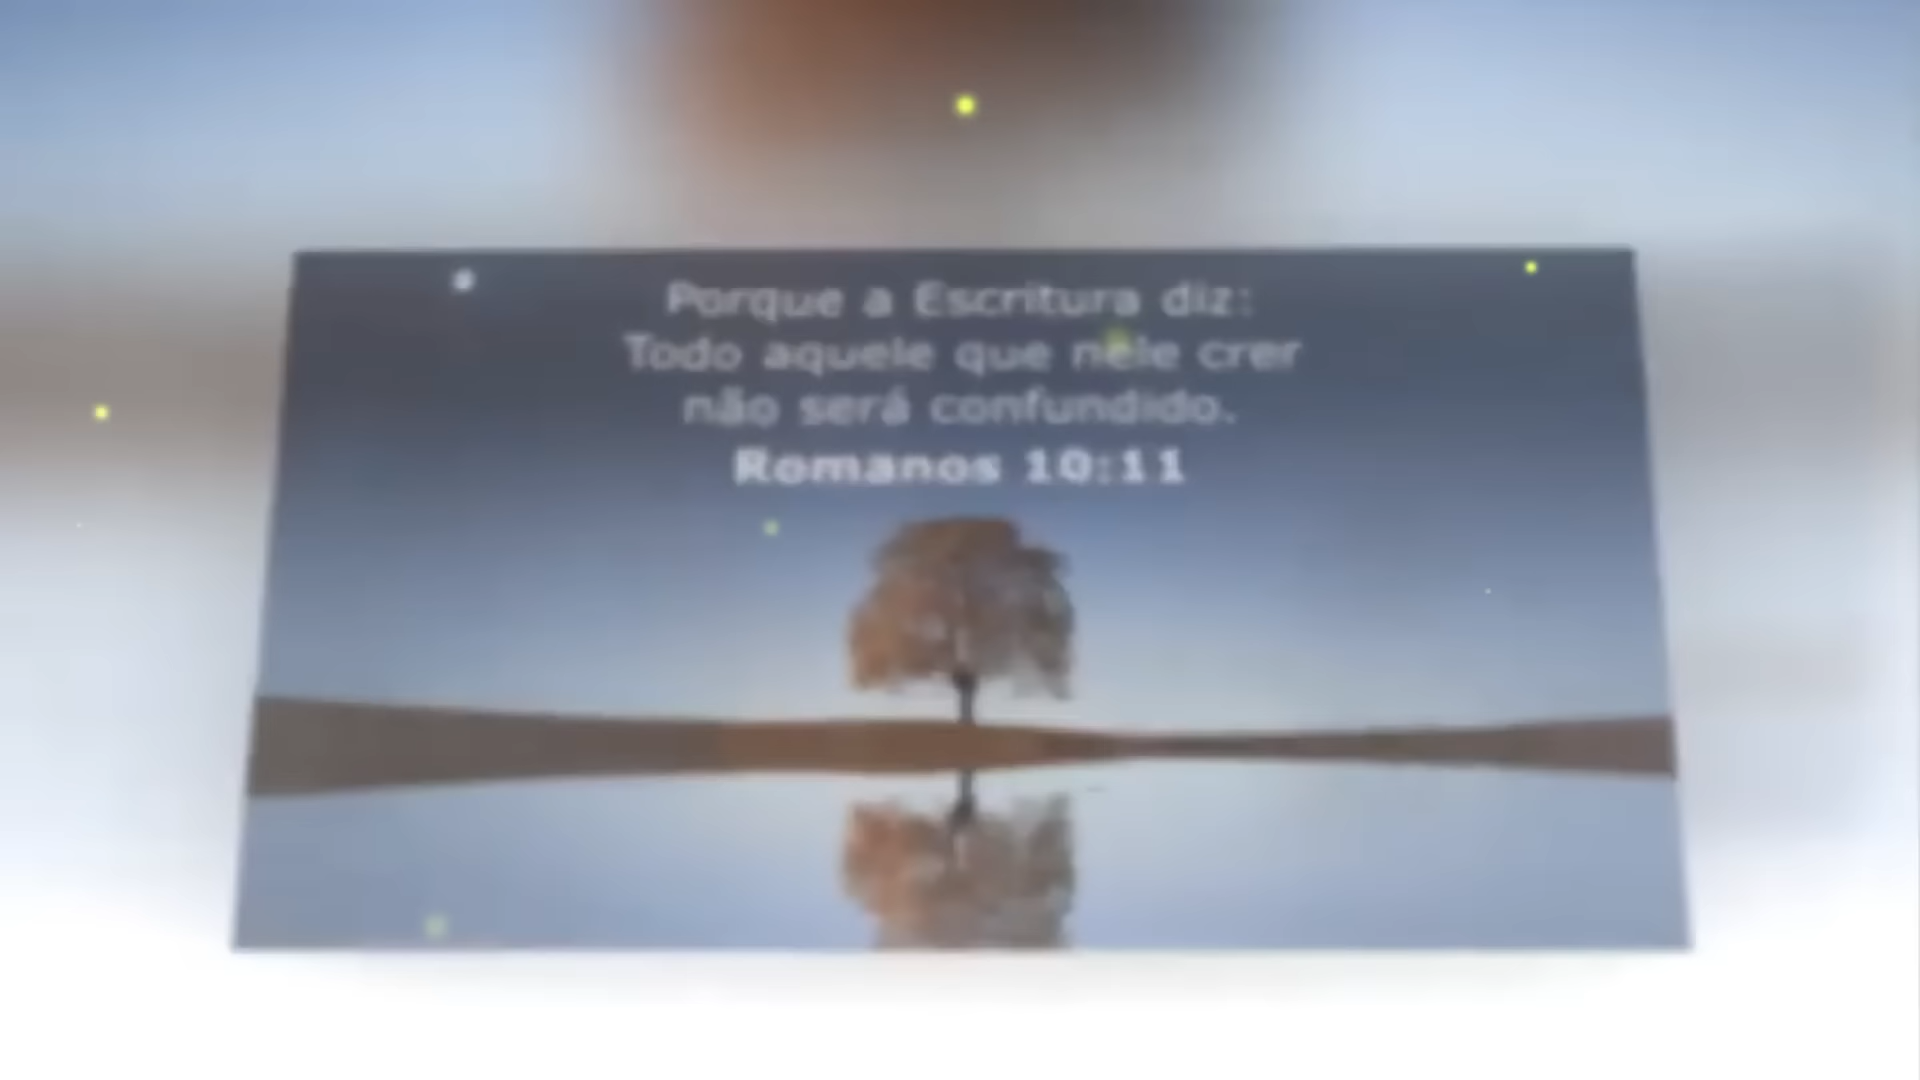 Porque a Escritura diz:
Todo aquele que nele crer
não será confundido.
Romanos 10:11